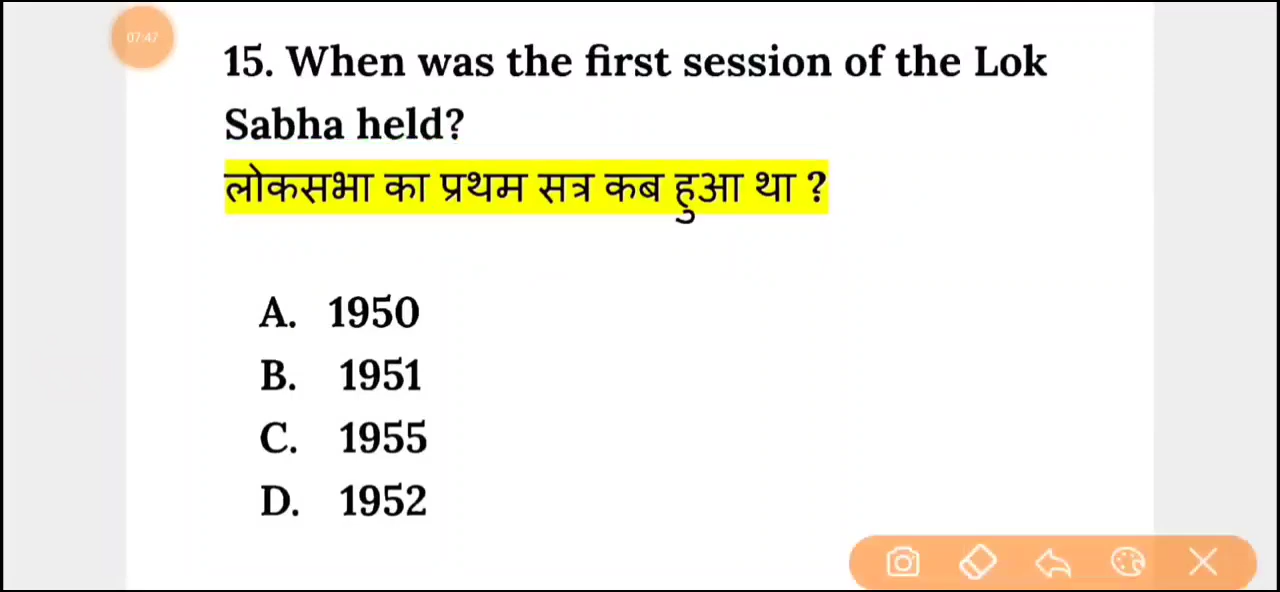 07:47
15. When was the first session of the Lok
Sabha held?
लोकसभा का प्रथम सत्र कब हुआ था ?
A. 1950
B. 1951
C. 1955
D. 1952